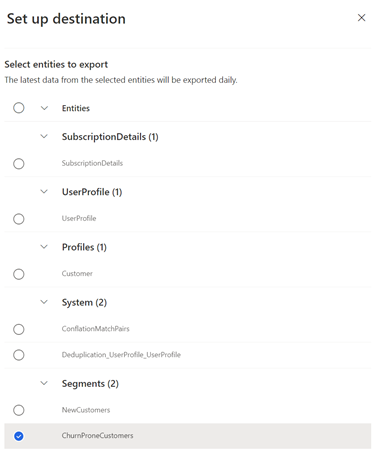 Set up destination
Select entities to export
The latest data from the selected entities will be exported daily.
Entities
SubscriptionDetails (1)
SubscriptionDetails
UserProfile (1)
UserProfile
Profiles (1)
Customer
System (2)
ConflationMatchPairs
Deduplication_UserProfile_UserProfile
Segments (2)
NewCustomers
ChurnProneCustomers